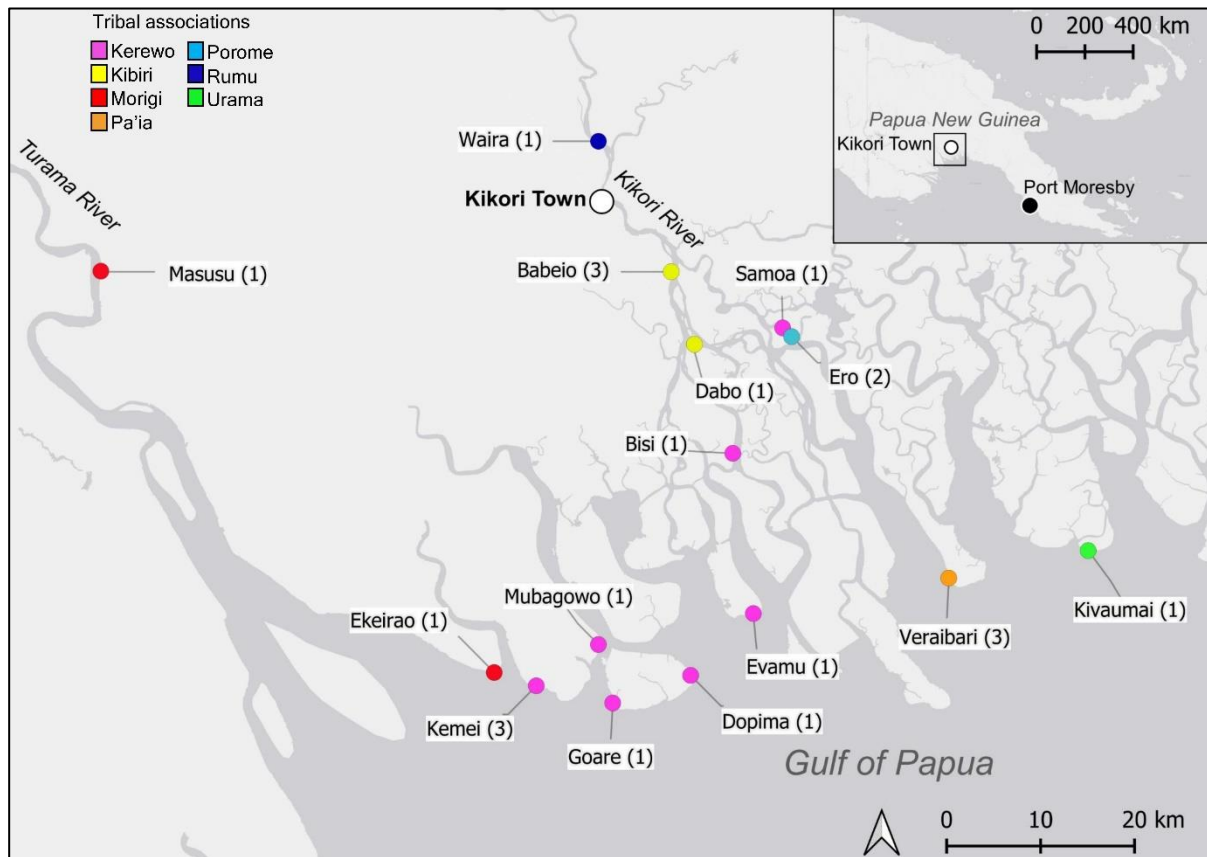 Tribal associations
Kerewo
Porome
Kibiri
Rumu
Morigi
Urama
Pa'ia
0 200 400 km
Papua New Guinea
Kikori Town
Port Moresby
Waira (1)
Turama River
Kikori Town
Kikori River
Masusu (1)
Babeio (3)
Samoa (1)
Ero (2)
Dabo (1)
Bisi (1)
Mubagowo (1)
Ekeirao (1)
Kivaumai (1)
Veraibari (3)
Evamu (1)
Kemei (3)
Dopima (1)
Goare (1)
Gulf of Papua
0 10 20 km